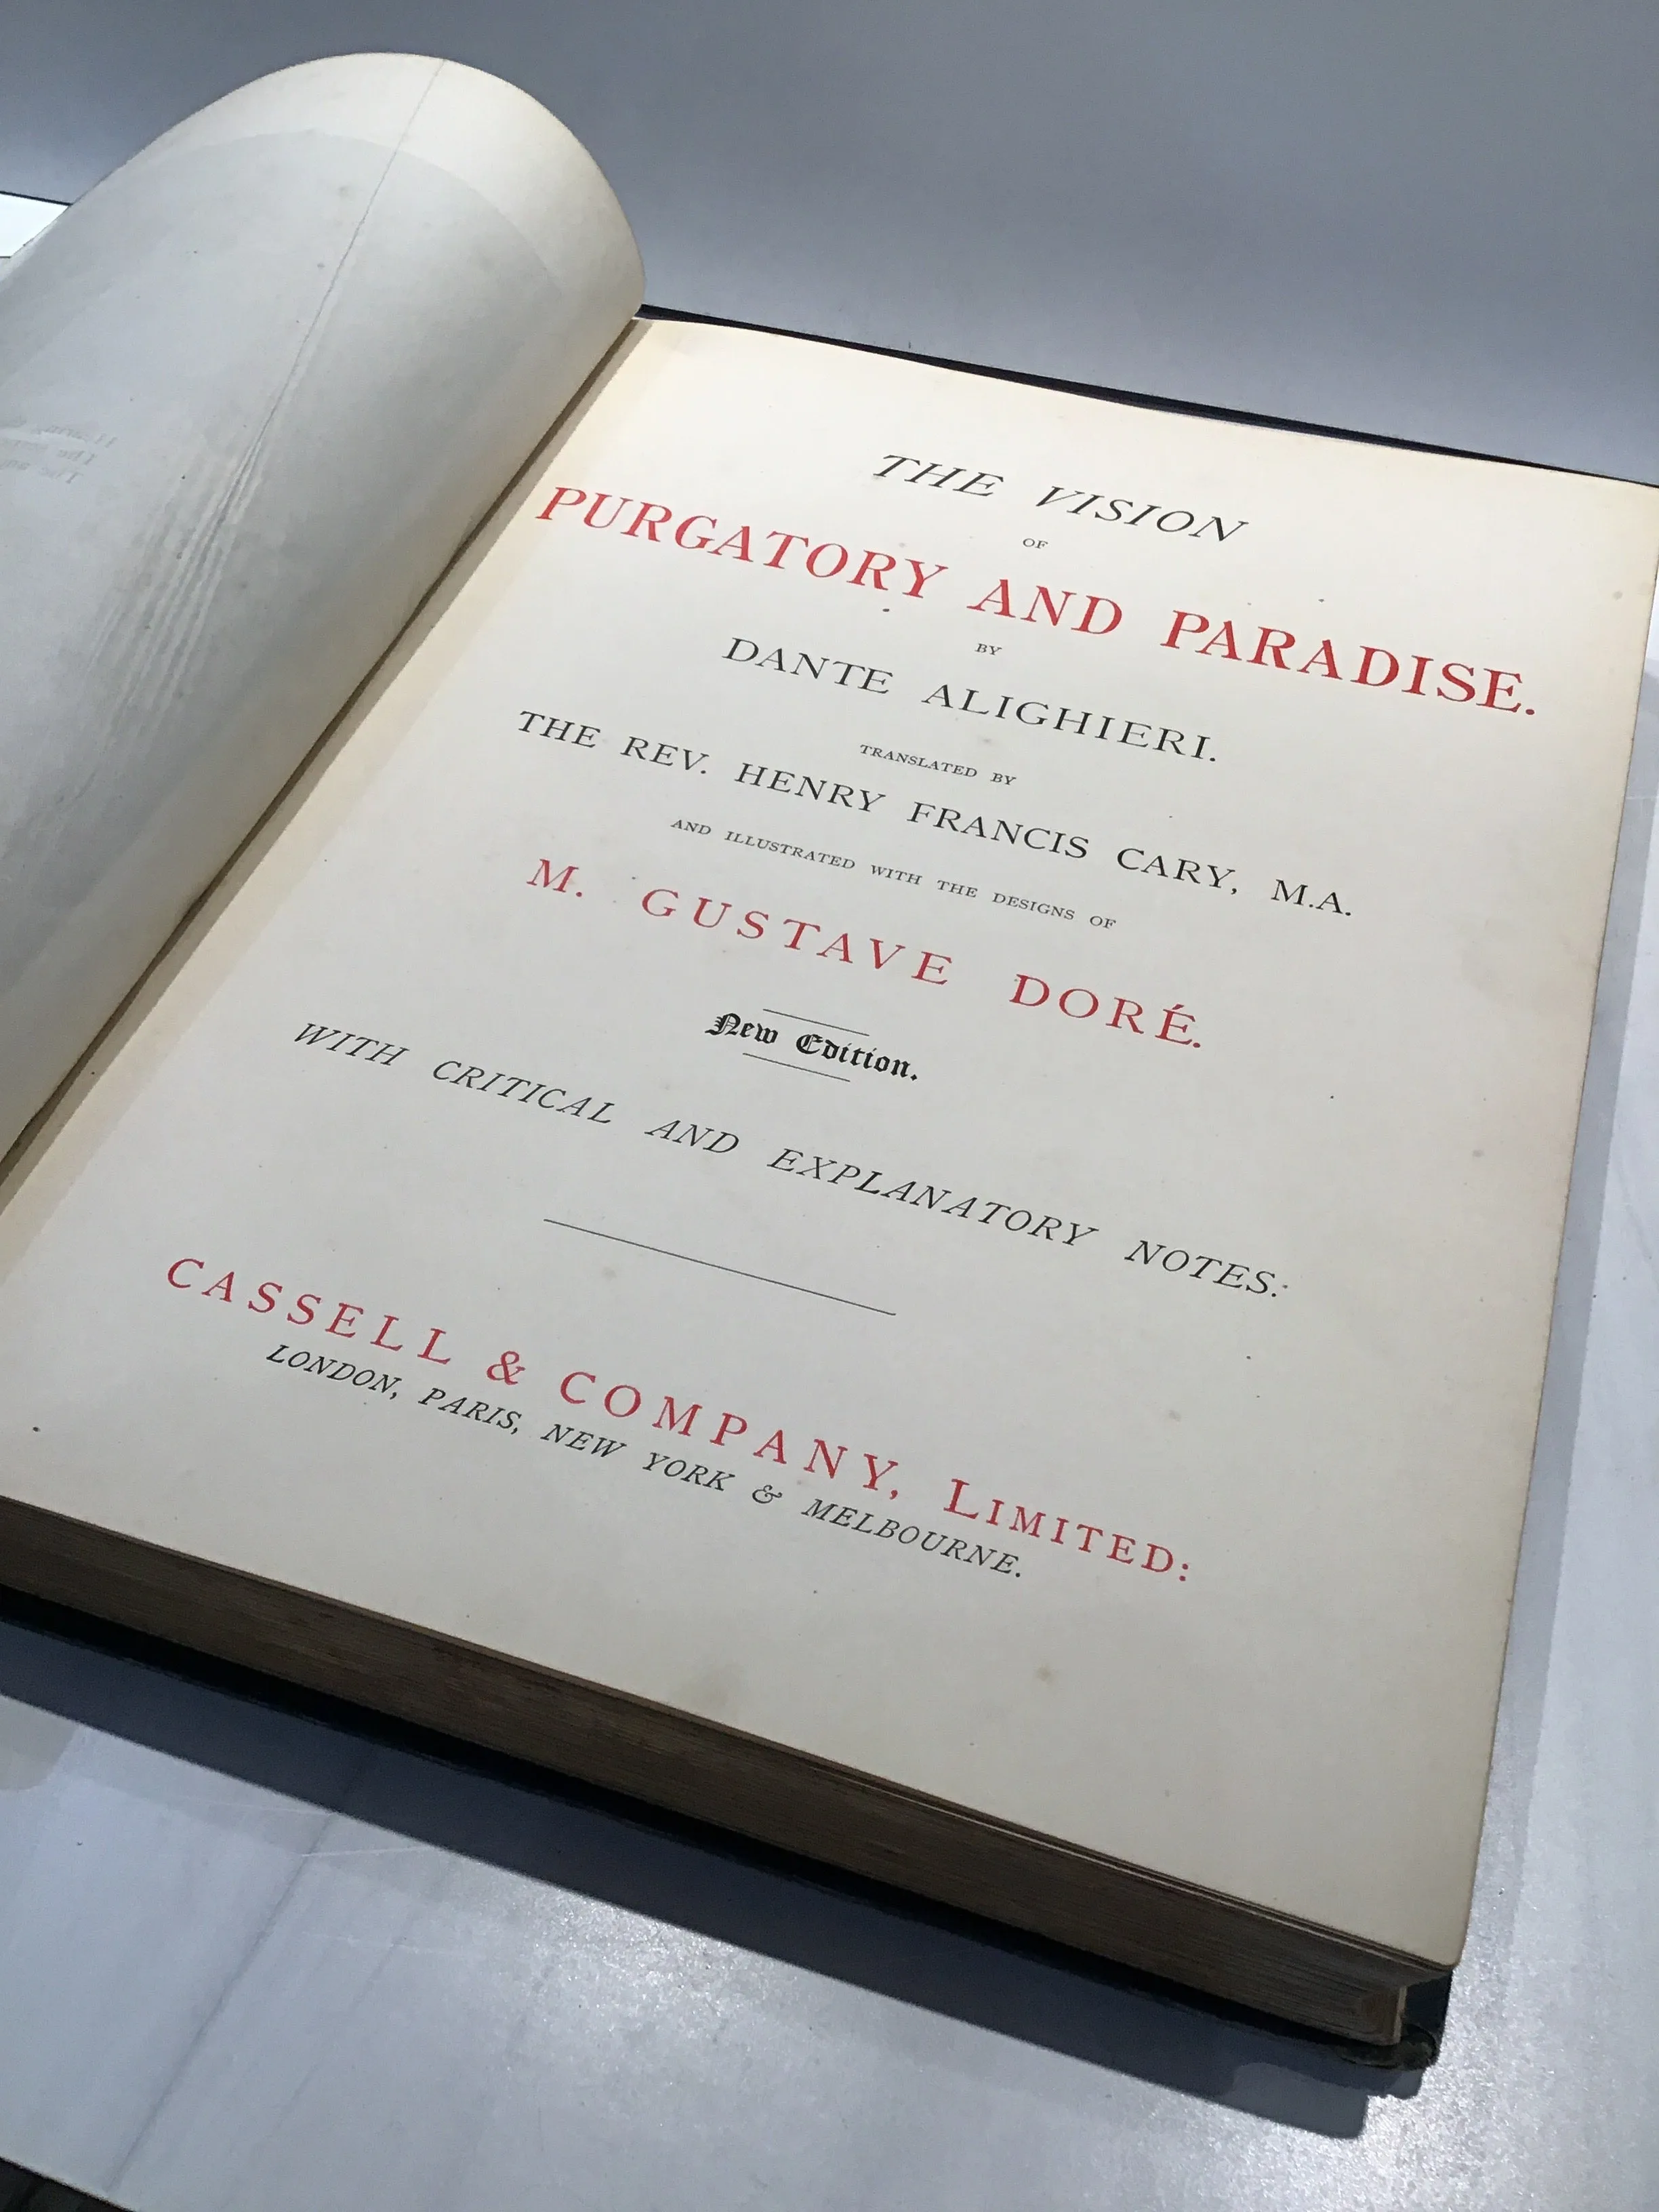 THE VISION
OF
PURGATORY AND PARADISE.
BY
DANTE ALIGHIERI.
TRANSLATED BY
THE REV. HENRY FRANCIS CARY, M.A.
AND ILLUSTRATED WITH THE DESIGNS OF
M. GUSTAVE DORÉ.
New Edition.
WITH CRITICAL AND EXPLANATORY NOTES.
CASSELL & COMPANY, LIMITED:
LONDON, PARIS, NEW YORK & MELBOURNE.